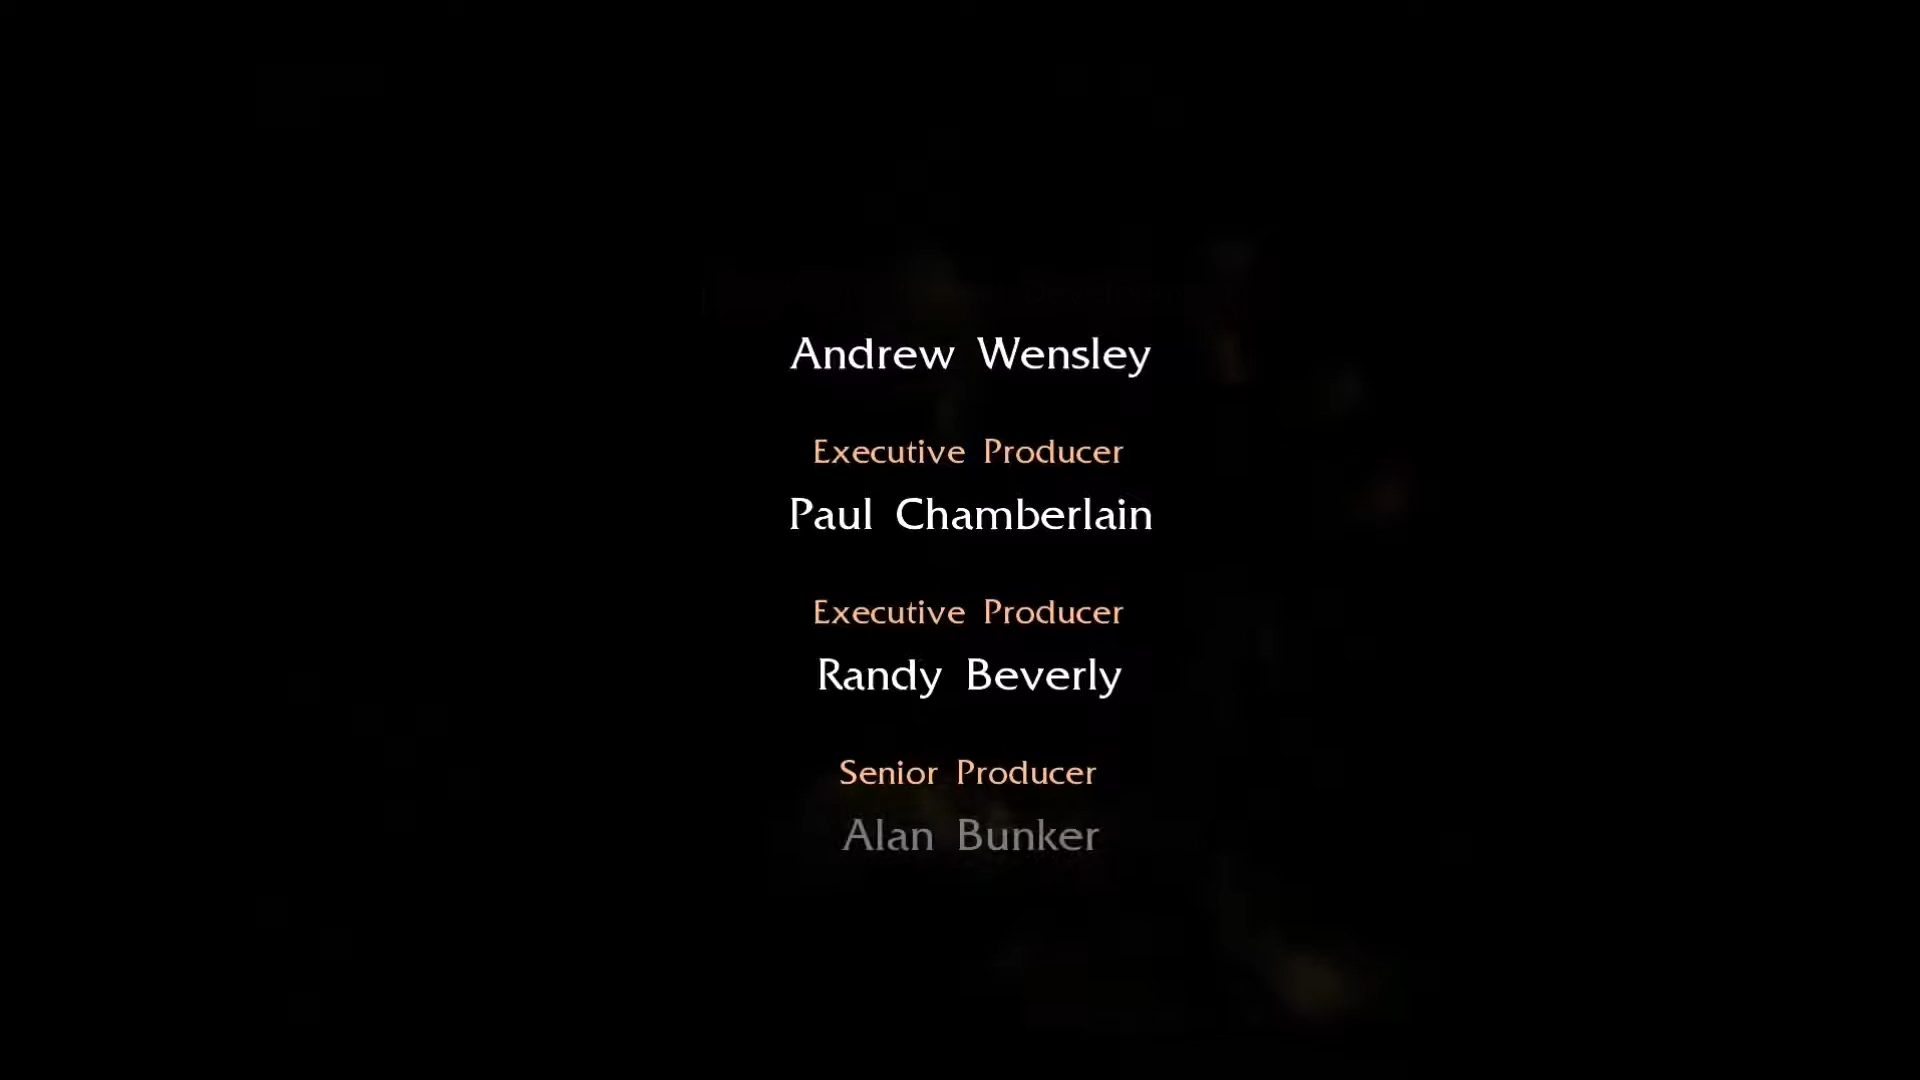 Andrew Wensley
Executive Producer
Paul Chamberlain
Executive Producer
Randy Beverly
Senior Producer
Alan Bunker